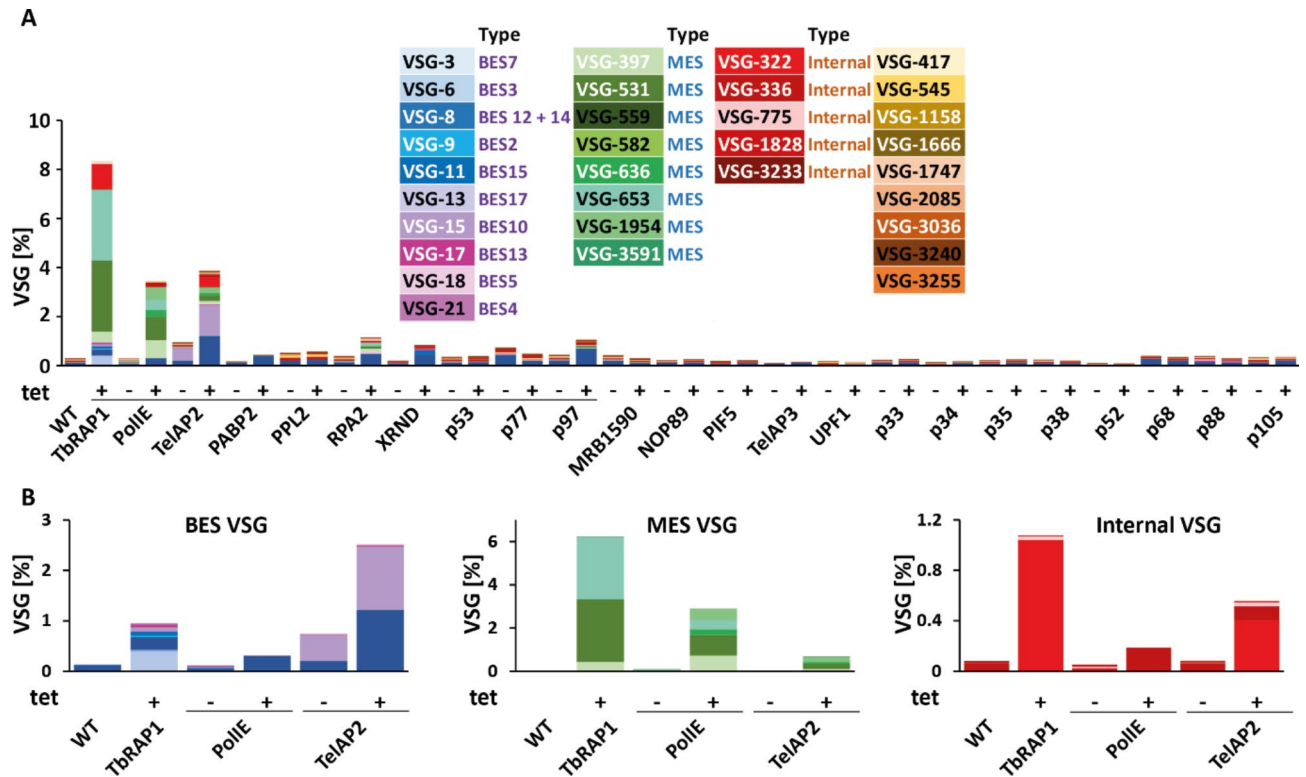 A
Type Type Type
VSG-3 BES7 VSG-397 MES VSG-322 Internal VSG-417
VSG-6 BES3 VSG-531 MES VSG-336 Internal VSG-545
VSG-8 BES 12 + 14 VSG-559 MES VSG-775 Internal VSG-1158
VSG-9 BES2 VSG-582 MES VSG-1828 Internal VSG-1666
VSG-11 BES15 VSG-636 MES VSG-3233 Internal VSG-1747
VSG-13 BES17 VSG-653 MES VSG-2085
VSG-15 BES10 VSG-1954 MES VSG-3036
VSG-17 BES13 VSG-3591 MES VSG-3240
VSG-18 BES5 VSG-3255
VSG-21 BES4
VSG [%]
10
8
6
4
2
0
tet + - + - + - + - + - + - + - + - + - + - + - + - + - + - + - + - + - + - + - + - + - + - +
WT TbRAP1 PolIE TelAP2 PABP2 PPL2 RPA2 XRND p53 p77 p97 MRB1590 NOP89 PIF5 TelAP3 UPF1 p33 p34 p35 p38 p52 p68 p88 p105
B
BES VSG
VSG [%]
3
2
1
0
tet + - + - +
WT TbRAP1 PolIE TelAP2
MES VSG
VSG [%]
6
4
2
0
tet + - + - +
WT TbRAP1 PolIE TelAP2
Internal VSG
VSG [%]
1.2
0.8
0.4
0
tet + - + - +
WT TbRAP1 PolIE TelAP2